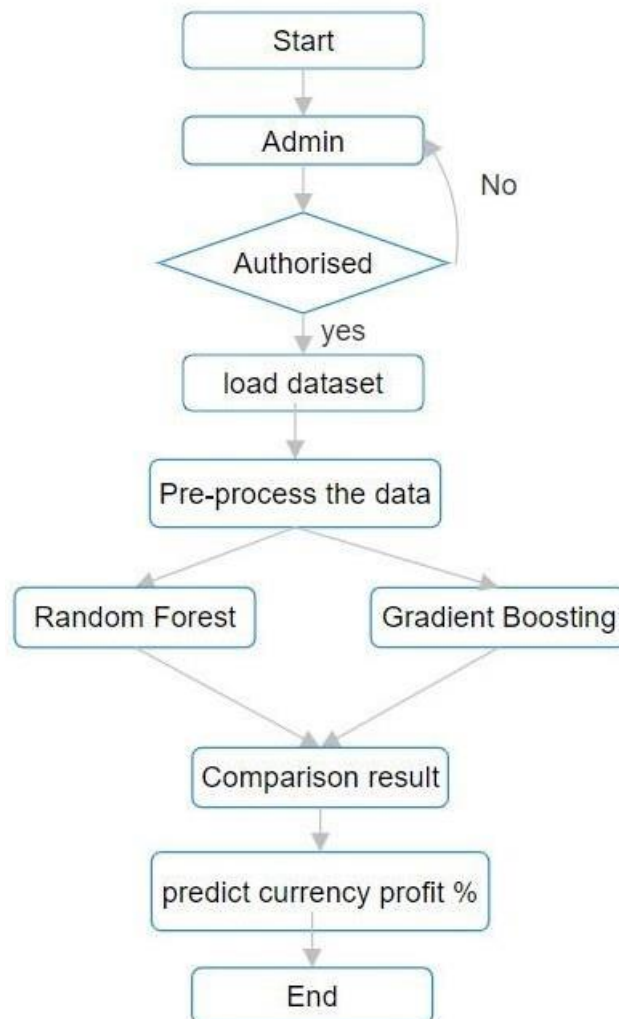 Start
Admin
No
Authorised
yes
load dataset
Pre-process the data
Random Forest
Gradient Boosting
Comparison result
predict currency profit %
End